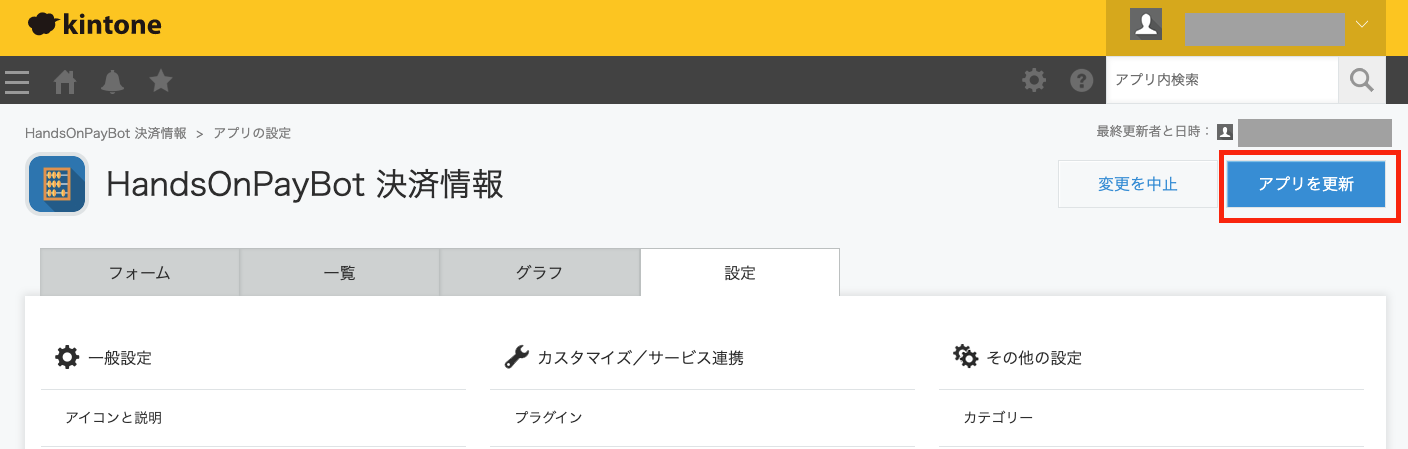 kintone
アプリ内検索
HandsOnPayBot 決済情報 > アプリの設定
最終更新者と日時：
HandsOnPayBot 決済情報
変更を中止
アプリを更新
フォーム
一覧
グラフ
設定
一般設定
カスタマイズ／サービス連携
その他の設定
アイコンと説明
プラグイン
カテゴリー